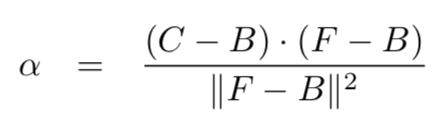 α = (C − B) · (F − B) / ‖F − B‖²